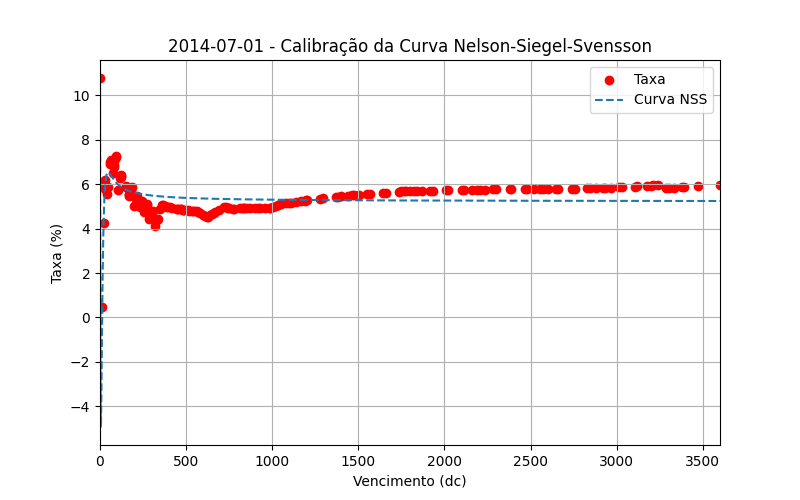 2014-07-01 - Calibração da Curva Nelson-Siegel-Svensson
Taxa
Curva NSS
Taxa (%)
10
8
6
4
2
0
−2
−4
0 500 1000 1500 2000 2500 3000 3500
Vencimento (dc)